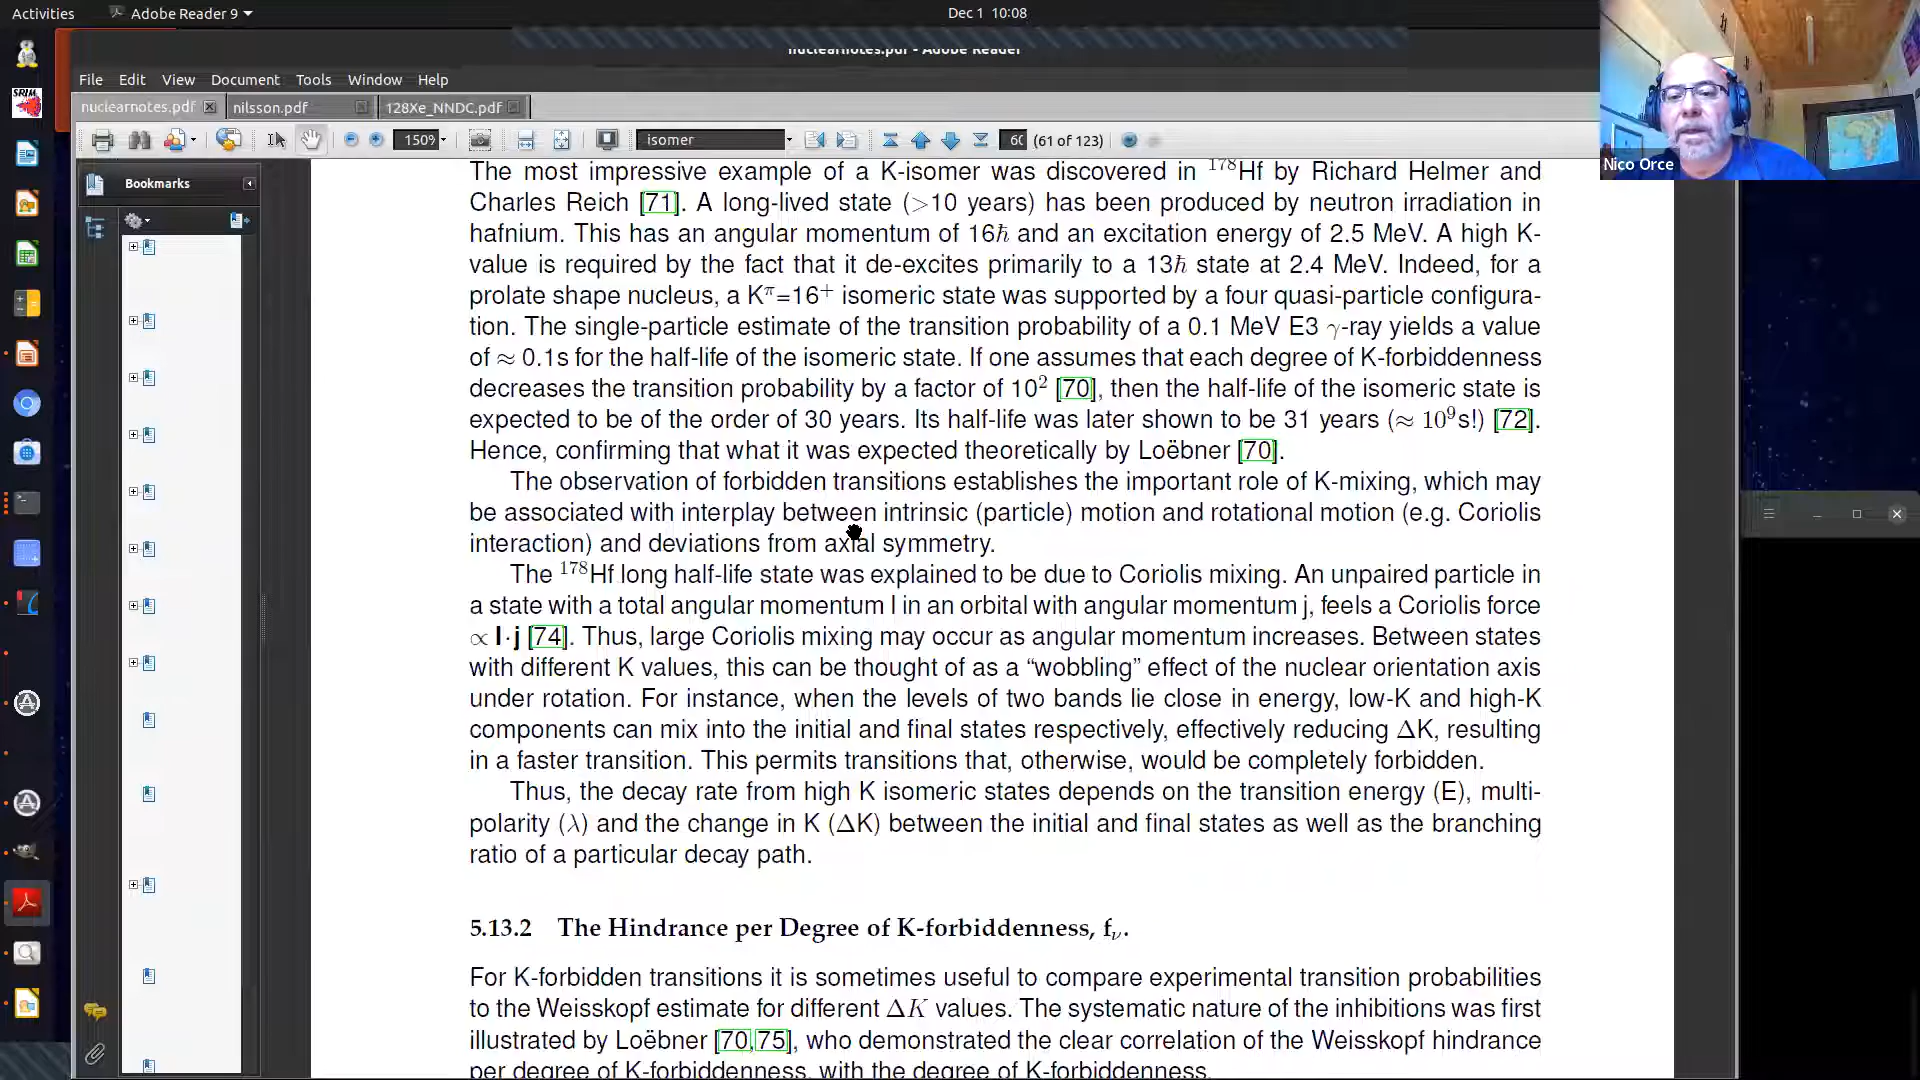 Activities
Adobe Reader 9
Dec 1 10:08
nuclearnotes.pdf - Adobe Reader
File Edit View Document Tools Window Help
nuclearnotes.pdf
nilsson.pdf
128Xe_NNDC.pdf
150%
isomer
60 (61 of 123)
Nico Orce
SRIM
Bookmarks
The most impressive example of a K-isomer was discovered in ¹⁷⁸Hf by Richard Helmer and
Charles Reich [71]. A long-lived state (>10 years) has been produced by neutron irradiation in
hafnium. This has an angular momentum of 16ℏ and an excitation energy of 2.5 MeV. A high K-
value is required by the fact that it de-excites primarily to a 13ℏ state at 2.4 MeV. Indeed, for a
prolate shape nucleus, a Kᵖ=16⁺ isomeric state was supported by a four quasi-particle configura-
tion. The single-particle estimate of the transition probability of a 0.1 MeV E3 γ-ray yields a value
of ≈ 0.1s for the half-life of the isomeric state. If one assumes that each degree of K-forbiddenness
decreases the transition probability by a factor of 10² [70], then the half-life of the isomeric state is
expected to be of the order of 30 years. Its half-life was later shown to be 31 years (≈ 10⁹s!) [72].
Hence, confirming that what it was expected theoretically by Loëbner [70].
The observation of forbidden transitions establishes the important role of K-mixing, which may
be associated with interplay between intrinsic (particle) motion and rotational motion (e.g. Coriolis
interaction) and deviations from axial symmetry.
The ¹⁷⁸Hf long half-life state was explained to be due to Coriolis mixing. An unpaired particle in
a state with a total angular momentum I in an orbital with angular momentum j, feels a Coriolis force
∝ I·j [74]. Thus, large Coriolis mixing may occur as angular momentum increases. Between states
with different K values, this can be thought of as a “wobbling” effect of the nuclear orientation axis
under rotation. For instance, when the levels of two bands lie close in energy, low-K and high-K
components can mix into the initial and final states respectively, effectively reducing ΔK, resulting
in a faster transition. This permits transitions that, otherwise, would be completely forbidden.
Thus, the decay rate from high K isomeric states depends on the transition energy (E), multi-
polarity (λ) and the change in K (ΔK) between the initial and final states as well as the branching
ratio of a particular decay path.
5.13.2 The Hindrance per Degree of K-forbiddenness, fᵥ.
For K-forbidden transitions it is sometimes useful to compare experimental transition probabilities
to the Weisskopf estimate for different ΔK values. The systematic nature of the inhibitions was first
illustrated by Loëbner [70,75], who demonstrated the clear correlation of the Weisskopf hindrance
per degree of K-forbiddenness, with the degree of K-forbiddenness.